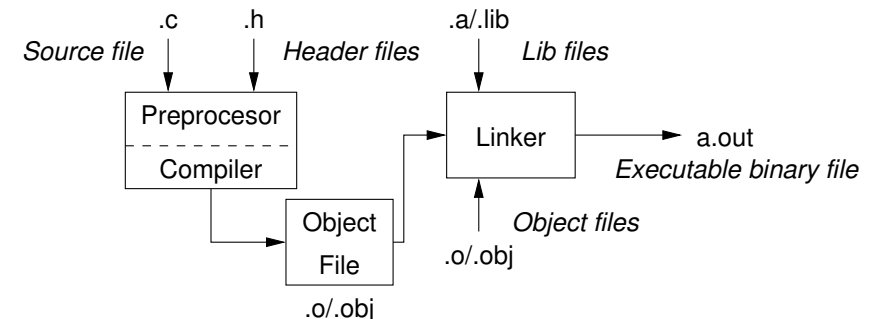 .c
.h
.a/.lib
Source file
Header files
Lib files
Preprocesor
Compiler
Linker
a.out
Executable binary file
Object
File
Object files
.o/.obj
.o/.obj